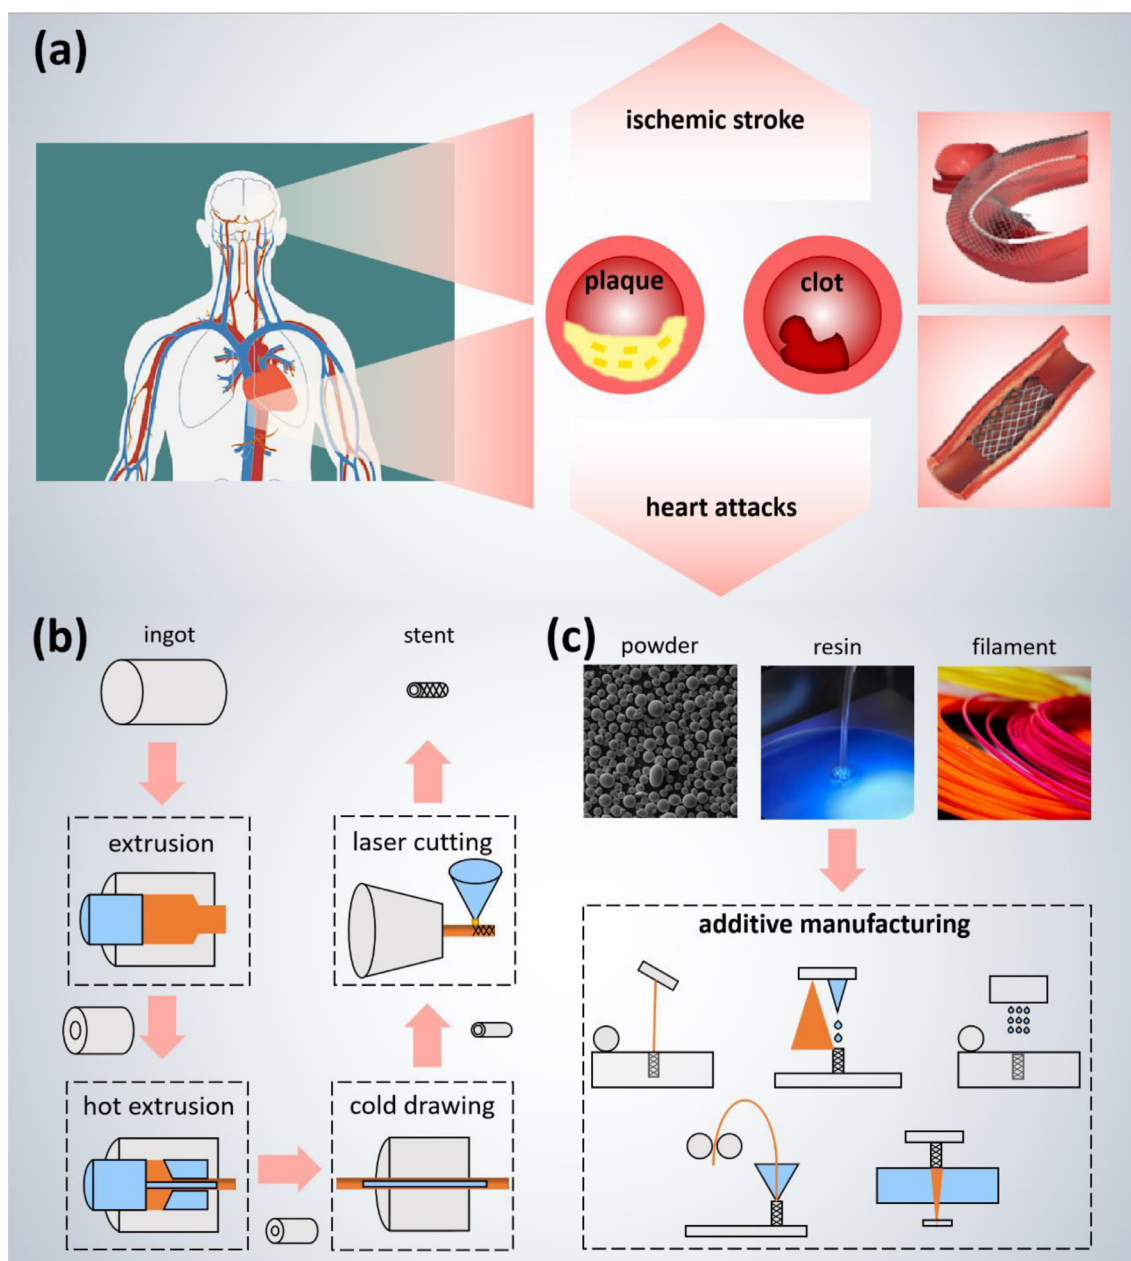 (a)
ischemic stroke
plaque
clot
heart attacks
(b)
ingot
stent
extrusion
laser cutting
hot extrusion
cold drawing
(c)
powder
resin
filament
additive manufacturing